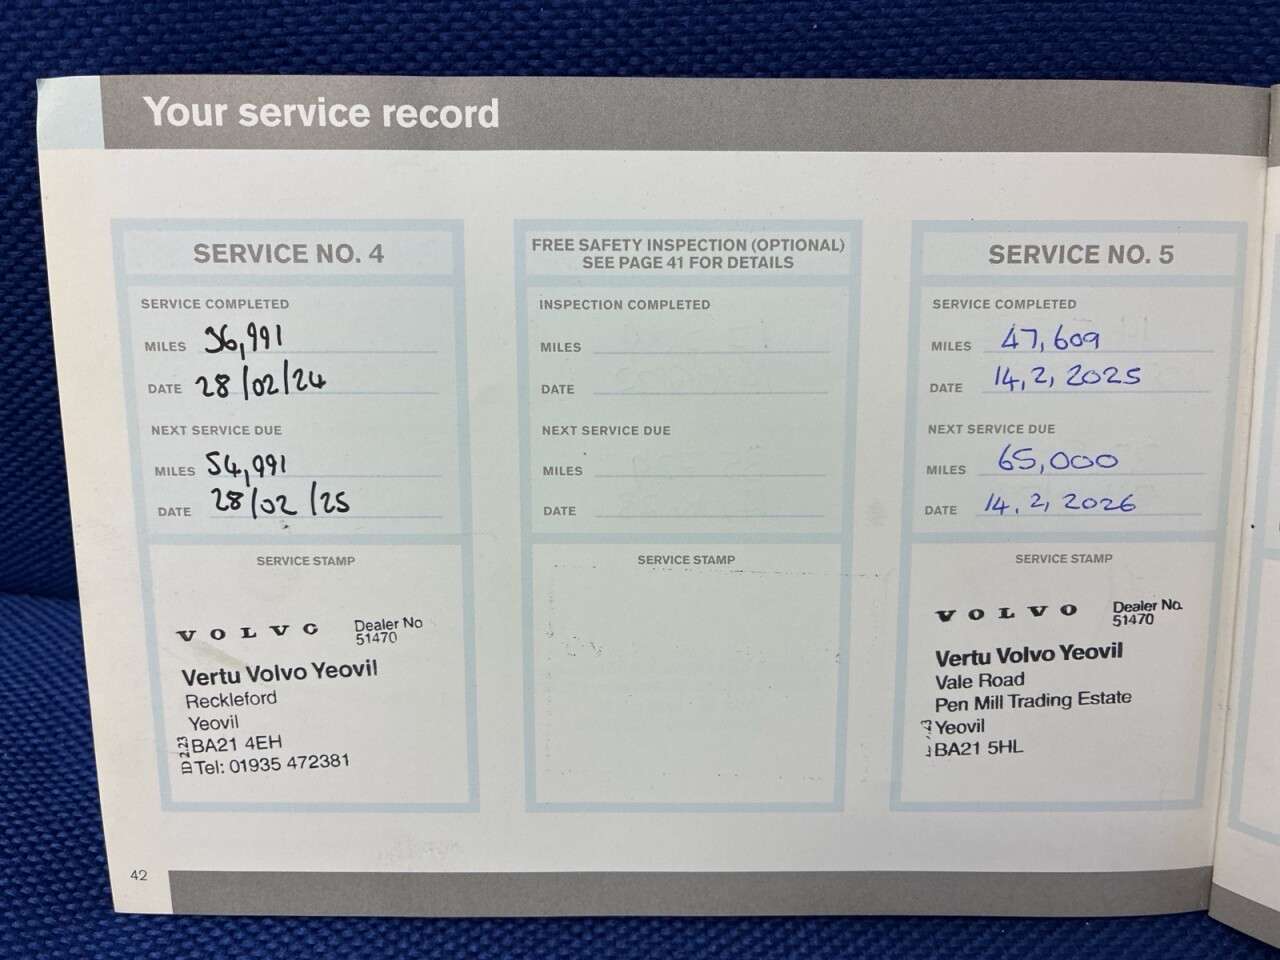 Your service record
SERVICE NO. 4
SERVICE COMPLETED
MILES 36,991
DATE 28/02/24
NEXT SERVICE DUE
MILES 54,991
DATE 28/02/25
SERVICE STAMP
VOLVO Dealer No
51470
Vertu Volvo Yeovil
Reckleford
Yeovil
BA21 4EH
Tel: 01935 472381
FREE SAFETY INSPECTION (OPTIONAL)
SEE PAGE 41 FOR DETAILS
INSPECTION COMPLETED
MILES
DATE
NEXT SERVICE DUE
MILES
DATE
SERVICE STAMP
SERVICE NO. 5
SERVICE COMPLETED
MILES 47,609
DATE 14,2,2025
NEXT SERVICE DUE
MILES 65,000
DATE 14.2,2026
SERVICE STAMP
VOLVO Dealer No.
51470
Vertu Volvo Yeovil
Vale Road
Pen Mill Trading Estate
Yeovil
BA21 5HL
42